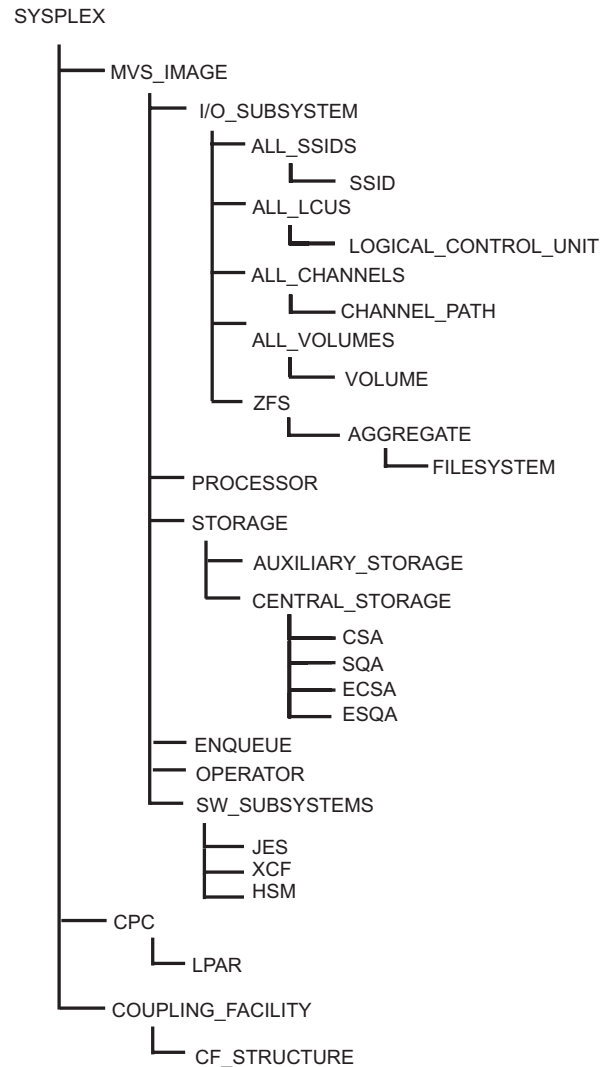 SYSPLEX
MVS_IMAGE
I/O_SUBSYSTEM
ALL_SSIDS
SSID
ALL_LCUS
LOGICAL_CONTROL_UNIT
ALL_CHANNELS
CHANNEL_PATH
ALL_VOLUMES
VOLUME
ZFS
AGGREGATE
FILESYSTEM
PROCESSOR
STORAGE
AUXILIARY_STORAGE
CENTRAL_STORAGE
CSA
SQA
ECSA
ESQA
ENQUEUE
OPERATOR
SW_SUBSYSTEMS
JES
XCF
HSM
CPC
LPAR
COUPLING_FACILITY
CF_STRUCTURE